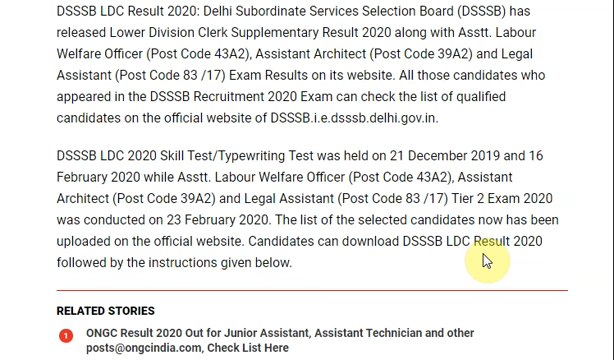 DSSSB LDC Result 2020: Delhi Subordinate Services Selection Board (DSSSB) has
released Lower Division Clerk Supplementary Result 2020 along with Asstt. Labour
Welfare Officer (Post Code 43A2), Assistant Architect (Post Code 39A2) and Legal
Assistant (Post Code 83 /17) Exam Results on its website. All those candidates who
appeared in the DSSSB Recruitment 2020 Exam can check the list of qualified
candidates on the official website of DSSSB.i.e.dsssb.delhi.gov.in.
DSSSB LDC 2020 Skill Test/Typewriting Test was held on 21 December 2019 and 16
February 2020 while Asstt. Labour Welfare Officer (Post Code 43A2), Assistant
Architect (Post Code 39A2) and Legal Assistant (Post Code 83 /17) Tier 2 Exam 2020
was conducted on 23 February 2020. The list of the selected candidates now has been
uploaded on the official website. Candidates can download DSSSB LDC Result 2020
followed by the instructions given below.
RELATED STORIES
1 ONGC Result 2020 Out for Junior Assistant, Assistant Technician and other
posts@ongcindia.com, Check List Here